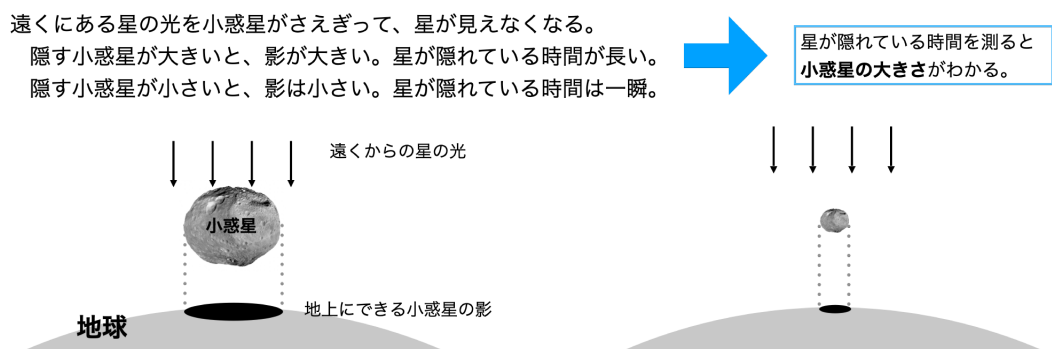 遠くにある星の光を小惑星がさえぎって、星が見えなくなる。
隠す小惑星が大きいと、影が大きい。星が隠れている時間が長い。
隠す小惑星が小さいと、影は小さい。星が隠れている時間は一瞬。
星が隠れている時間を測ると
小惑星の大きさがわかる。
遠くからの星の光
小惑星
地上にできる小惑星の影
地球